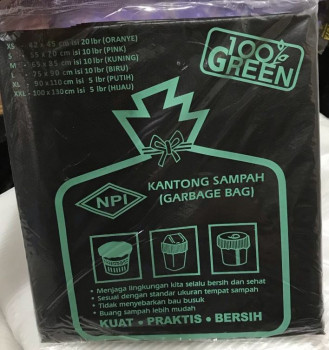 XS - 42 x 48 cm isi 20 lbr (ORANYE)
S - 55 x 70 cm isi 10 lbr (PINK)
M - 65 x 85 cm isi 10 lbr (KUNING)
L - 75 x 90 cm isi 10 lbr (BIRU)
XL - 90 x 110 cm isi 5 lbr (PUTIH)
XXL - 100 x 130 cm isi 5 lbr (HIJAU)
100%
GREEN
NPI
KANTONG SAMPAH
(GARBAGE BAG)
• Menjaga lingkungan kita selalu bersih dan sehat
• Sesuai dengan standar ukuran tempat sampah
• Tidak menyebarkan bau busuk
• Buang sampah lebih mudah
KUAT • PRAKTIS • BERSIH